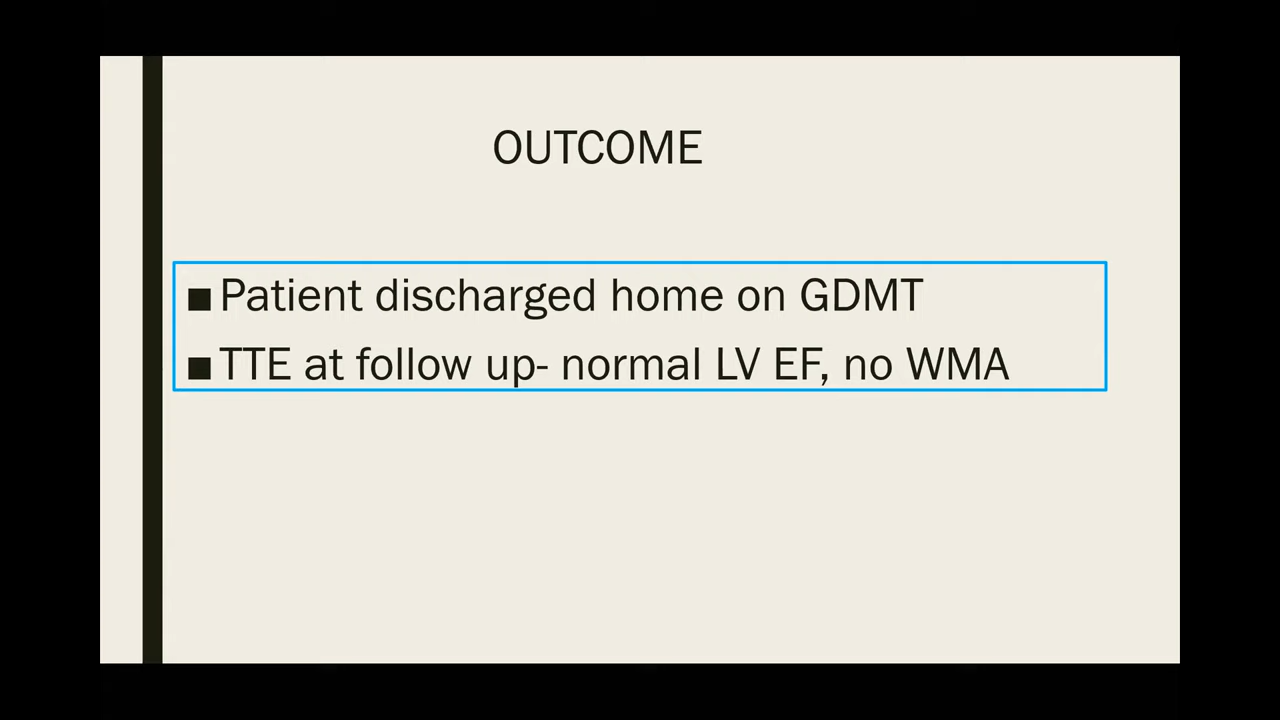 OUTCOME
■ Patient discharged home on GDMT
■ TTE at follow up- normal LV EF, no WMA